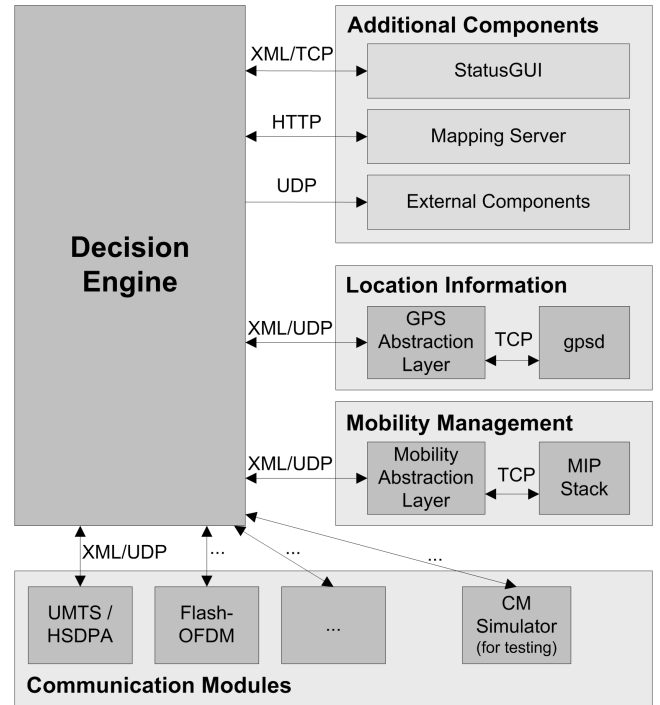 Additional Components
XML/TCP
StatusGUI
HTTP
Mapping Server
UDP
External Components
Decision
Engine
Location Information
XML/UDP
GPS
Abstraction
Layer
TCP
gpsd
Mobility Management
XML/UDP
Mobility
Abstraction
Layer
TCP
MIP
Stack
XML/UDP
...
...
...
UMTS /
HSDPA
Flash-
OFDM
...
CM
Simulator
(for testing)
Communication Modules